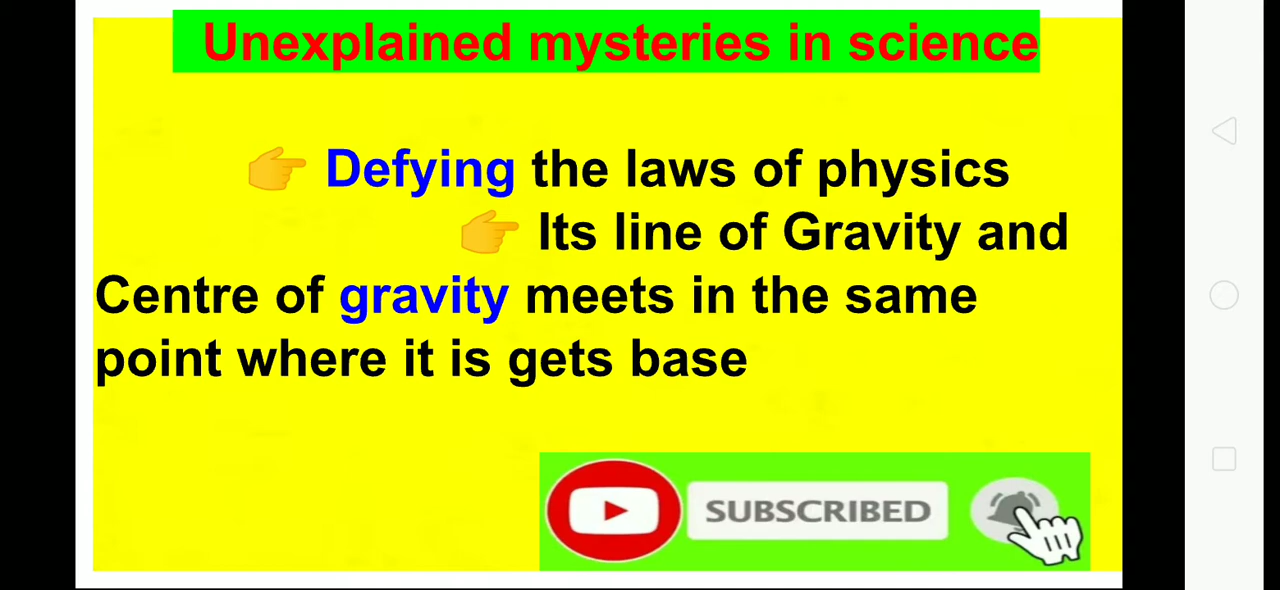 Unexplained mysteries in science
👉 Defying the laws of physics
👉 Its line of Gravity and
Centre of gravity meets in the same
point where it is gets base
SUBSCRIBED